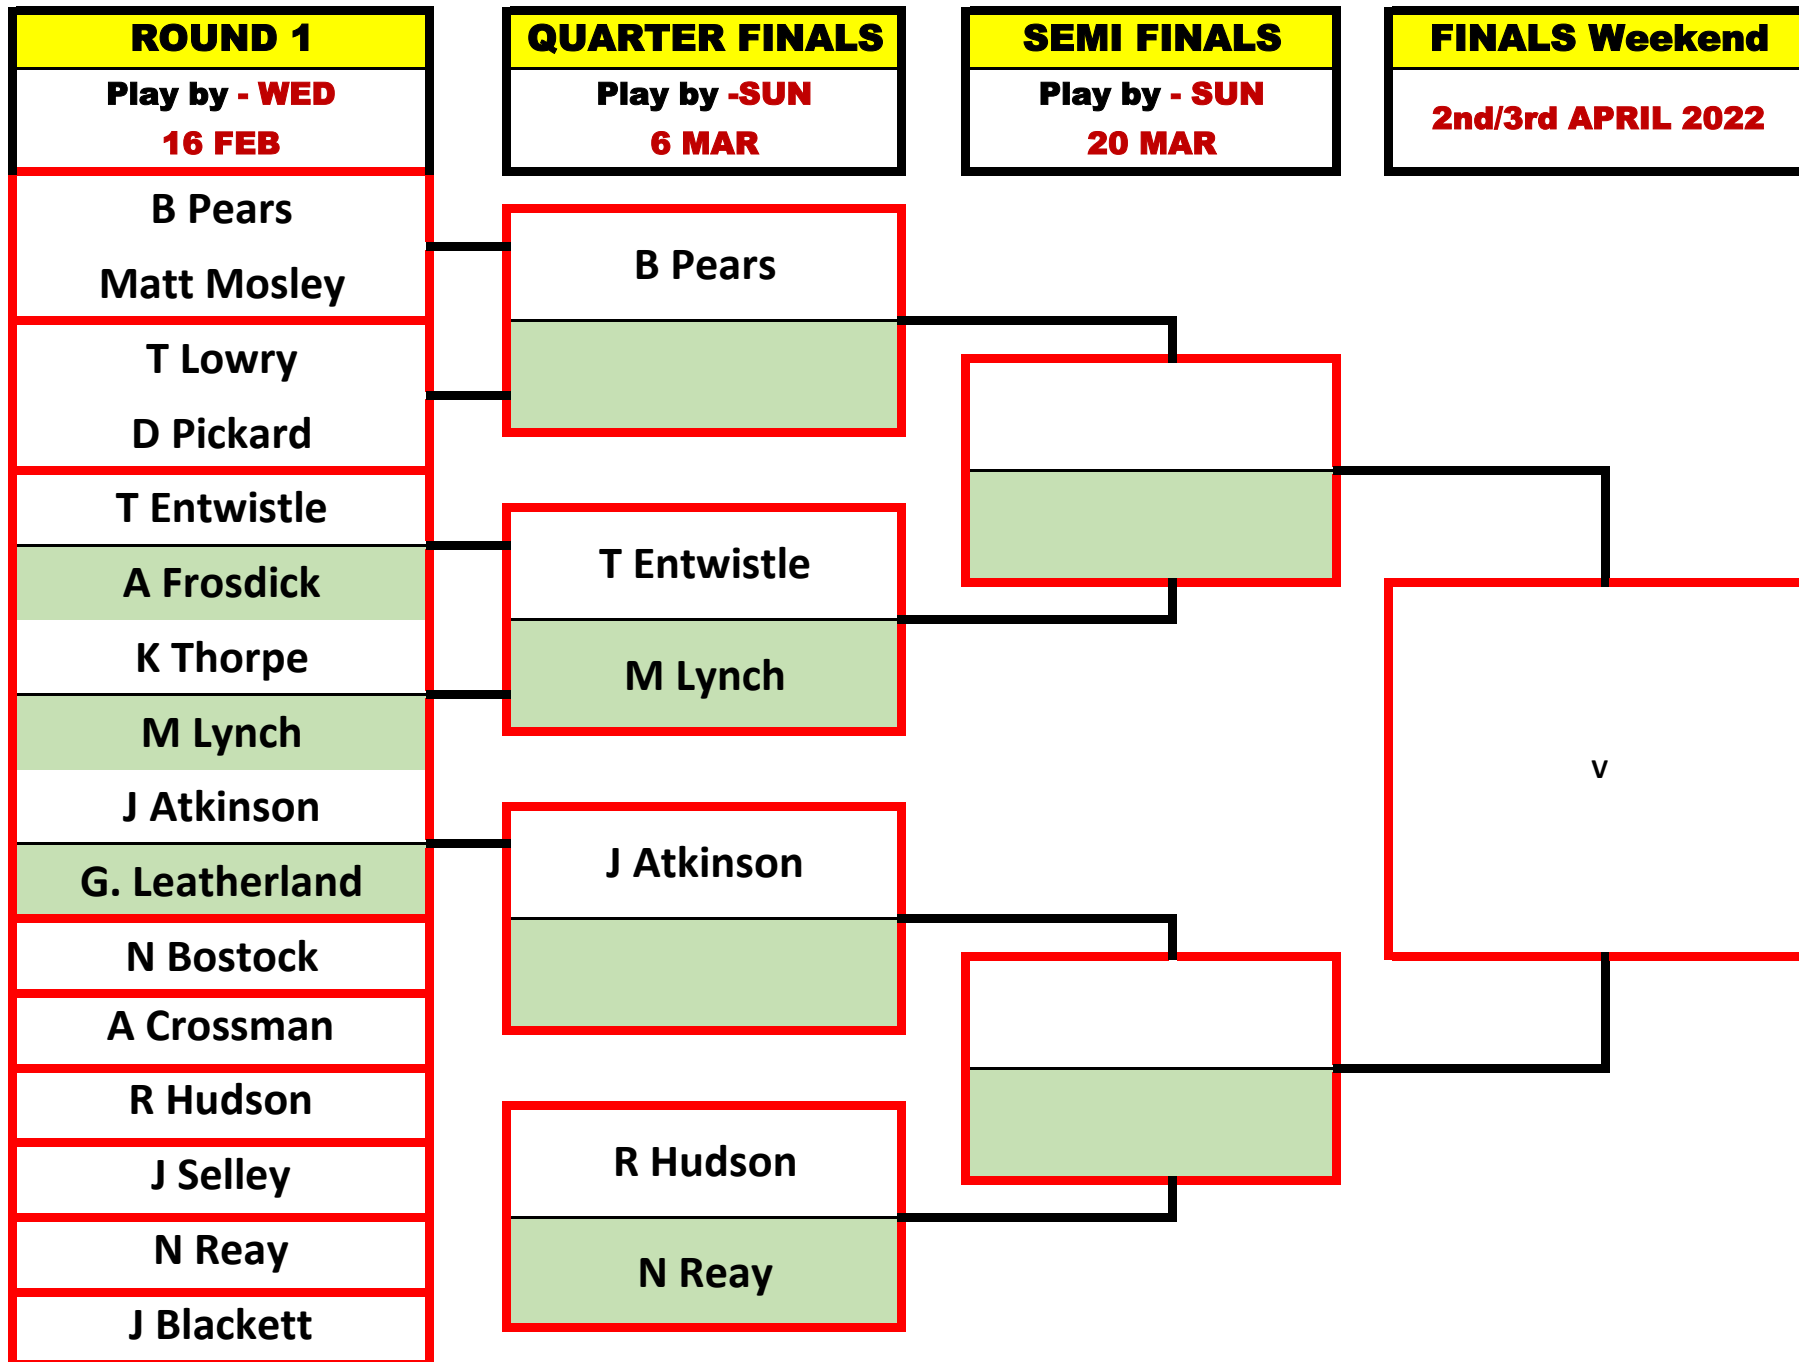 ROUND 1
Play by - WED
16 FEB
B Pears
Matt Mosley
T Lowry
D Pickard
T Entwistle
A Frosdick
K Thorpe
M Lynch
J Atkinson
G. Leatherland
N Bostock
A Crossman
R Hudson
J Selley
N Reay
J Blackett
QUARTER FINALS
Play by -SUN
6 MAR
B Pears
T Entwistle
M Lynch
J Atkinson
R Hudson
N Reay
SEMI FINALS
Play by - SUN
20 MAR
FINALS Weekend
2nd/3rd APRIL 2022
v